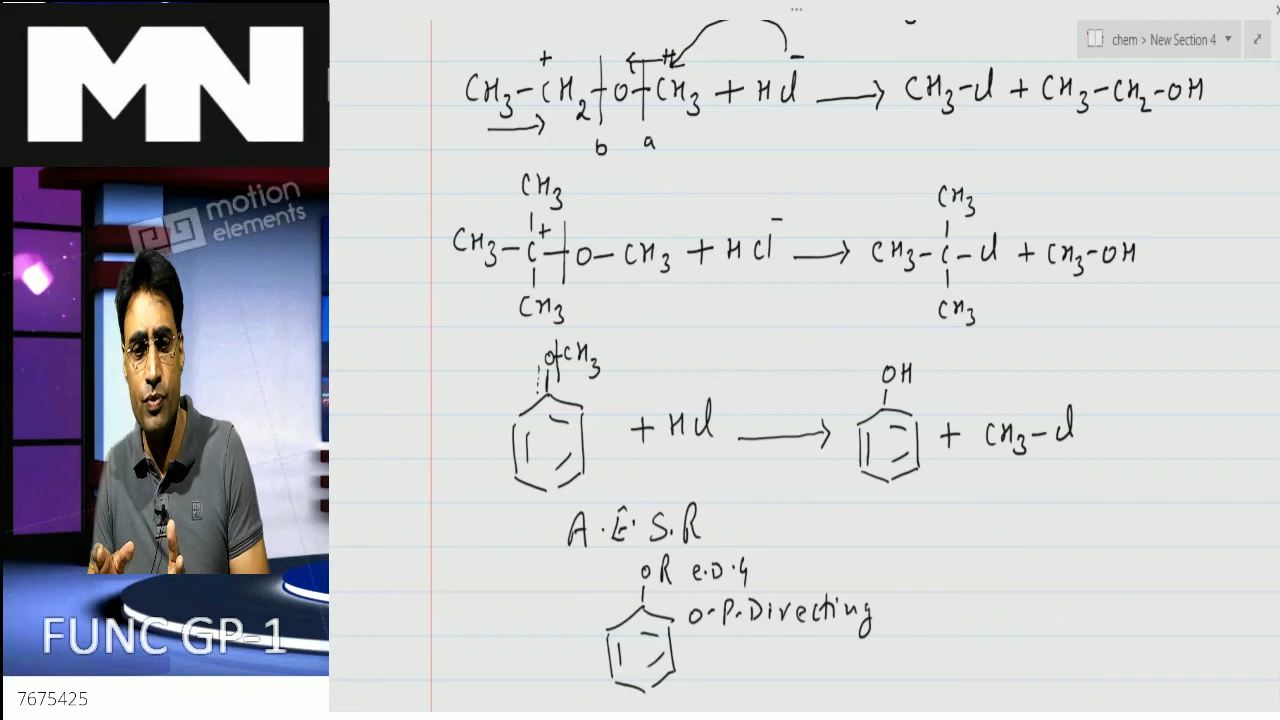 MN
motion
elements
FUNC GP-1
7675425
chem > New Section 4
CH3-CH2-O-CH3 + HCl → CH3-Cl + CH3-CH2-OH
+ + -
b a
CH3 CH3
CH3-C-O-CH3 + HCl → CH3-C-Cl + CH3-OH
+ -
CH3 CH3
O-CH3 OH
+ HCl → + CH3-Cl
A.E.S.R
OR e.D.G
o-P-Directing